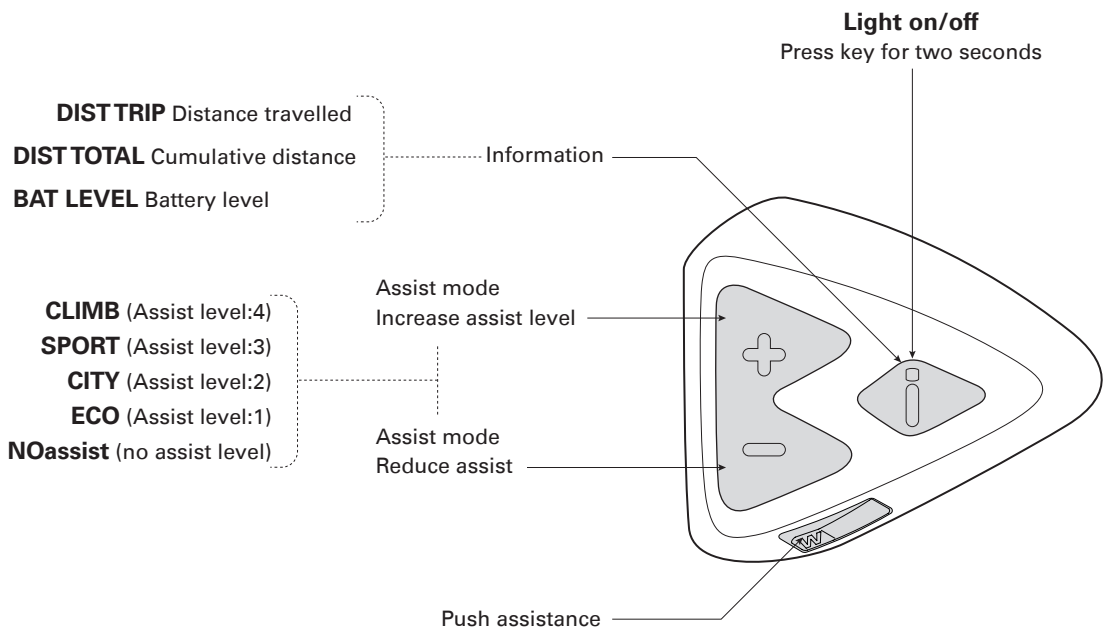 Light on/off
Press key for two seconds
DIST TRIP Distance travelled
DIST TOTAL Cumulative distance
BAT LEVEL Battery level
Information
CLIMB (Assist level:4)
SPORT (Assist level:3)
CITY (Assist level:2)
ECO (Assist level:1)
NOassist (no assist level)
Assist mode
Increase assist level
Assist mode
Reduce assist
+
−
i
W
Push assistance